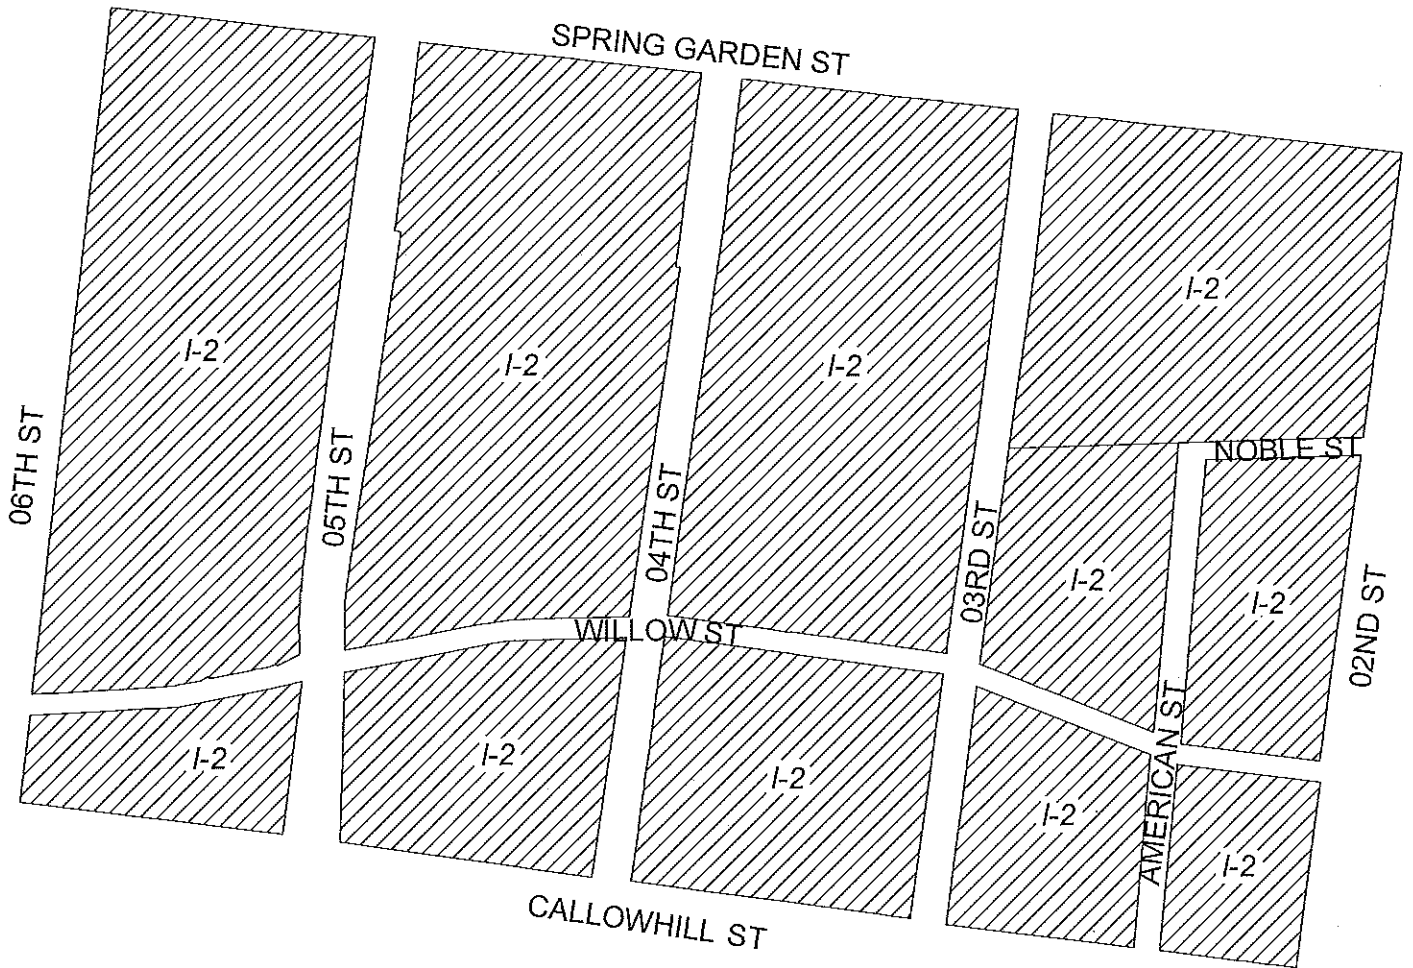 SPRING GARDEN ST
I-2
I-2
I-2
I-2
06TH ST
05TH ST
04TH ST
03RD ST
NOBLE ST
I-2
I-2
02ND ST
WILLOW ST
AMERICAN ST
I-2
I-2
I-2
I-2
I-2
CALLOWHILL ST